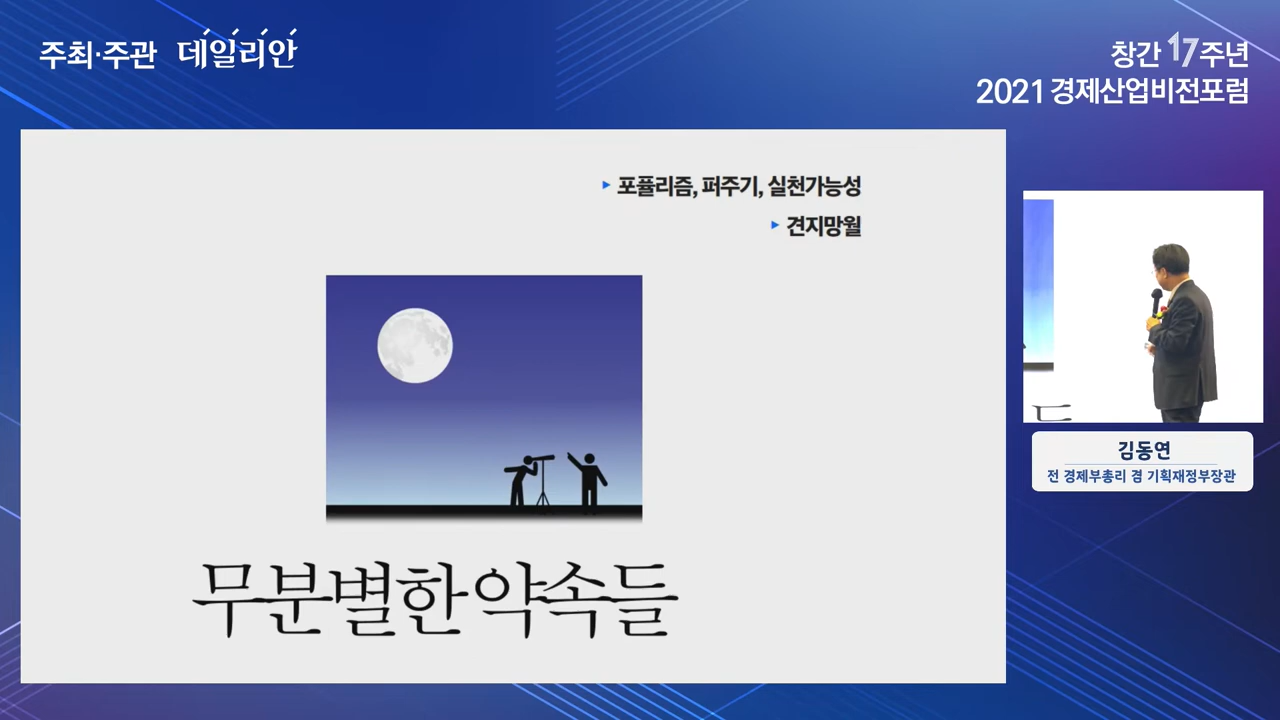 주최·주관 데일리안
창간 17주년
2021 경제산업비전포럼
포퓰리즘, 퍼주기, 실천가능성
견지망월
무분별한 약속들
김동연
전 경제부총리 겸 기획재정부장관